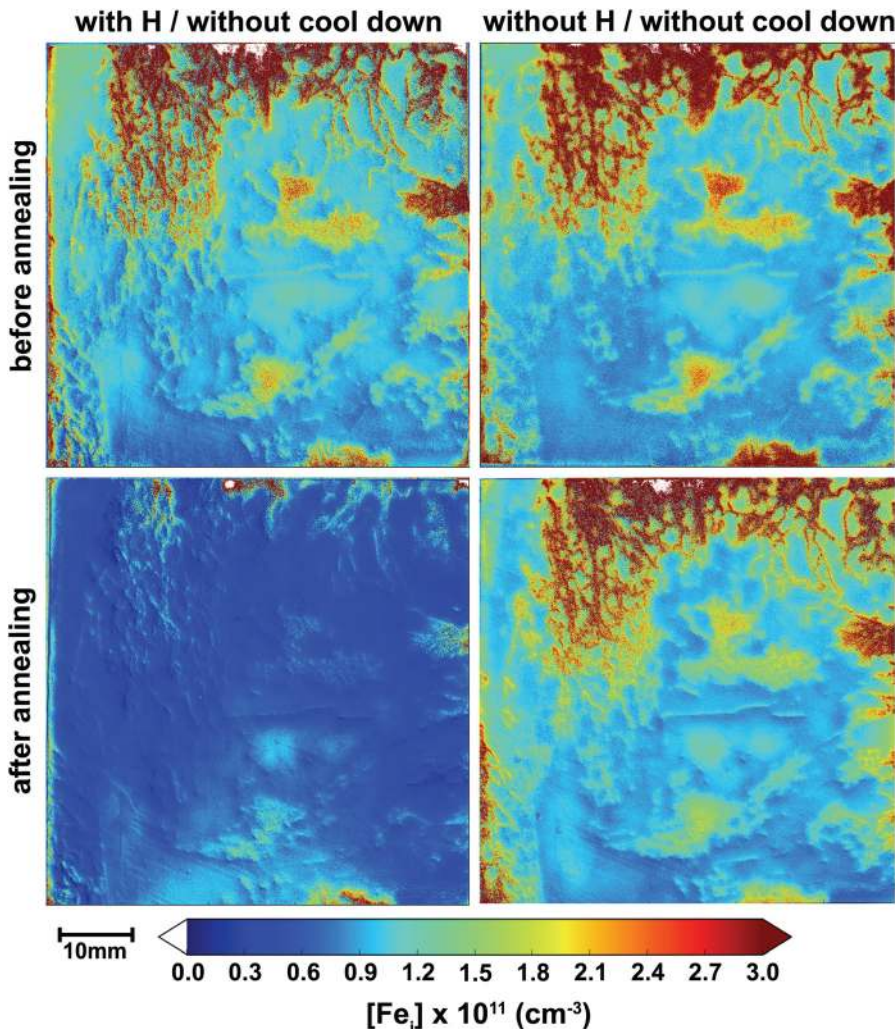 with H / without cool down
without H / without cool down
before annealing
after annealing
10mm
0.0 0.3 0.6 0.9 1.2 1.5 1.8 2.1 2.4 2.7 3.0
[Feᵢ] x 10¹¹ (cm⁻³)